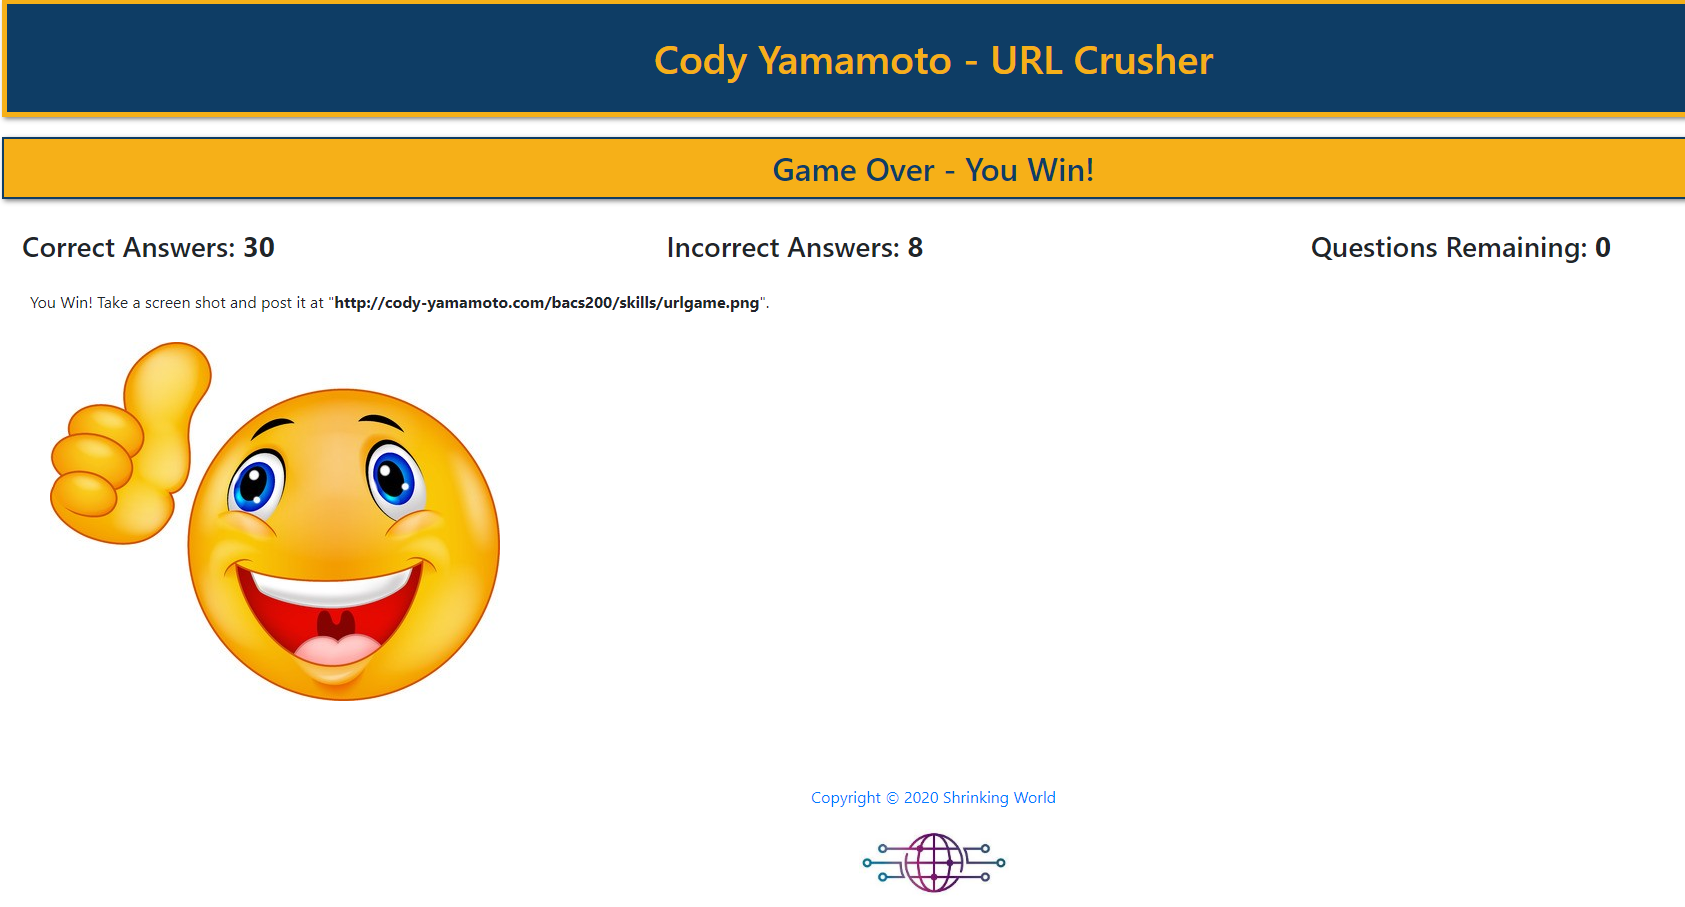 Cody Yamamoto - URL Crusher
Game Over - You Win!
Correct Answers: 30
Incorrect Answers: 8
Questions Remaining: 0
You Win! Take a screen shot and post it at "http://cody-yamamoto.com/bacs200/skills/urlgame.png".
Copyright © 2020 Shrinking World